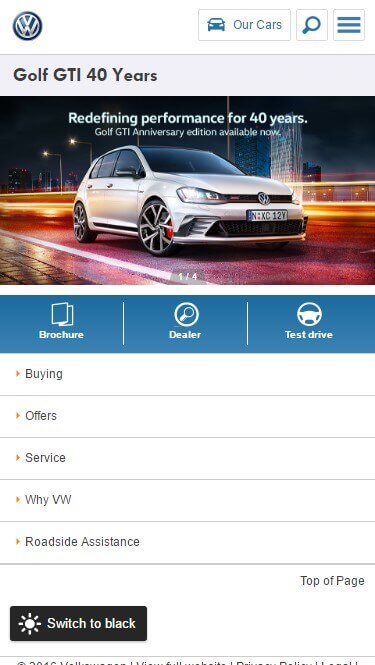 Our Cars
Golf GTI 40 Years
Redefining performance for 40 years.
Golf GTI Anniversary edition available now.
N·XC 12Y
1 / 4
Brochure
Dealer
Test drive
Buying
Offers
Service
Why VW
Roadside Assistance
Top of Page
Switch to black
© 2016 Volkswagen | View full website | Privacy Policy | Legal |